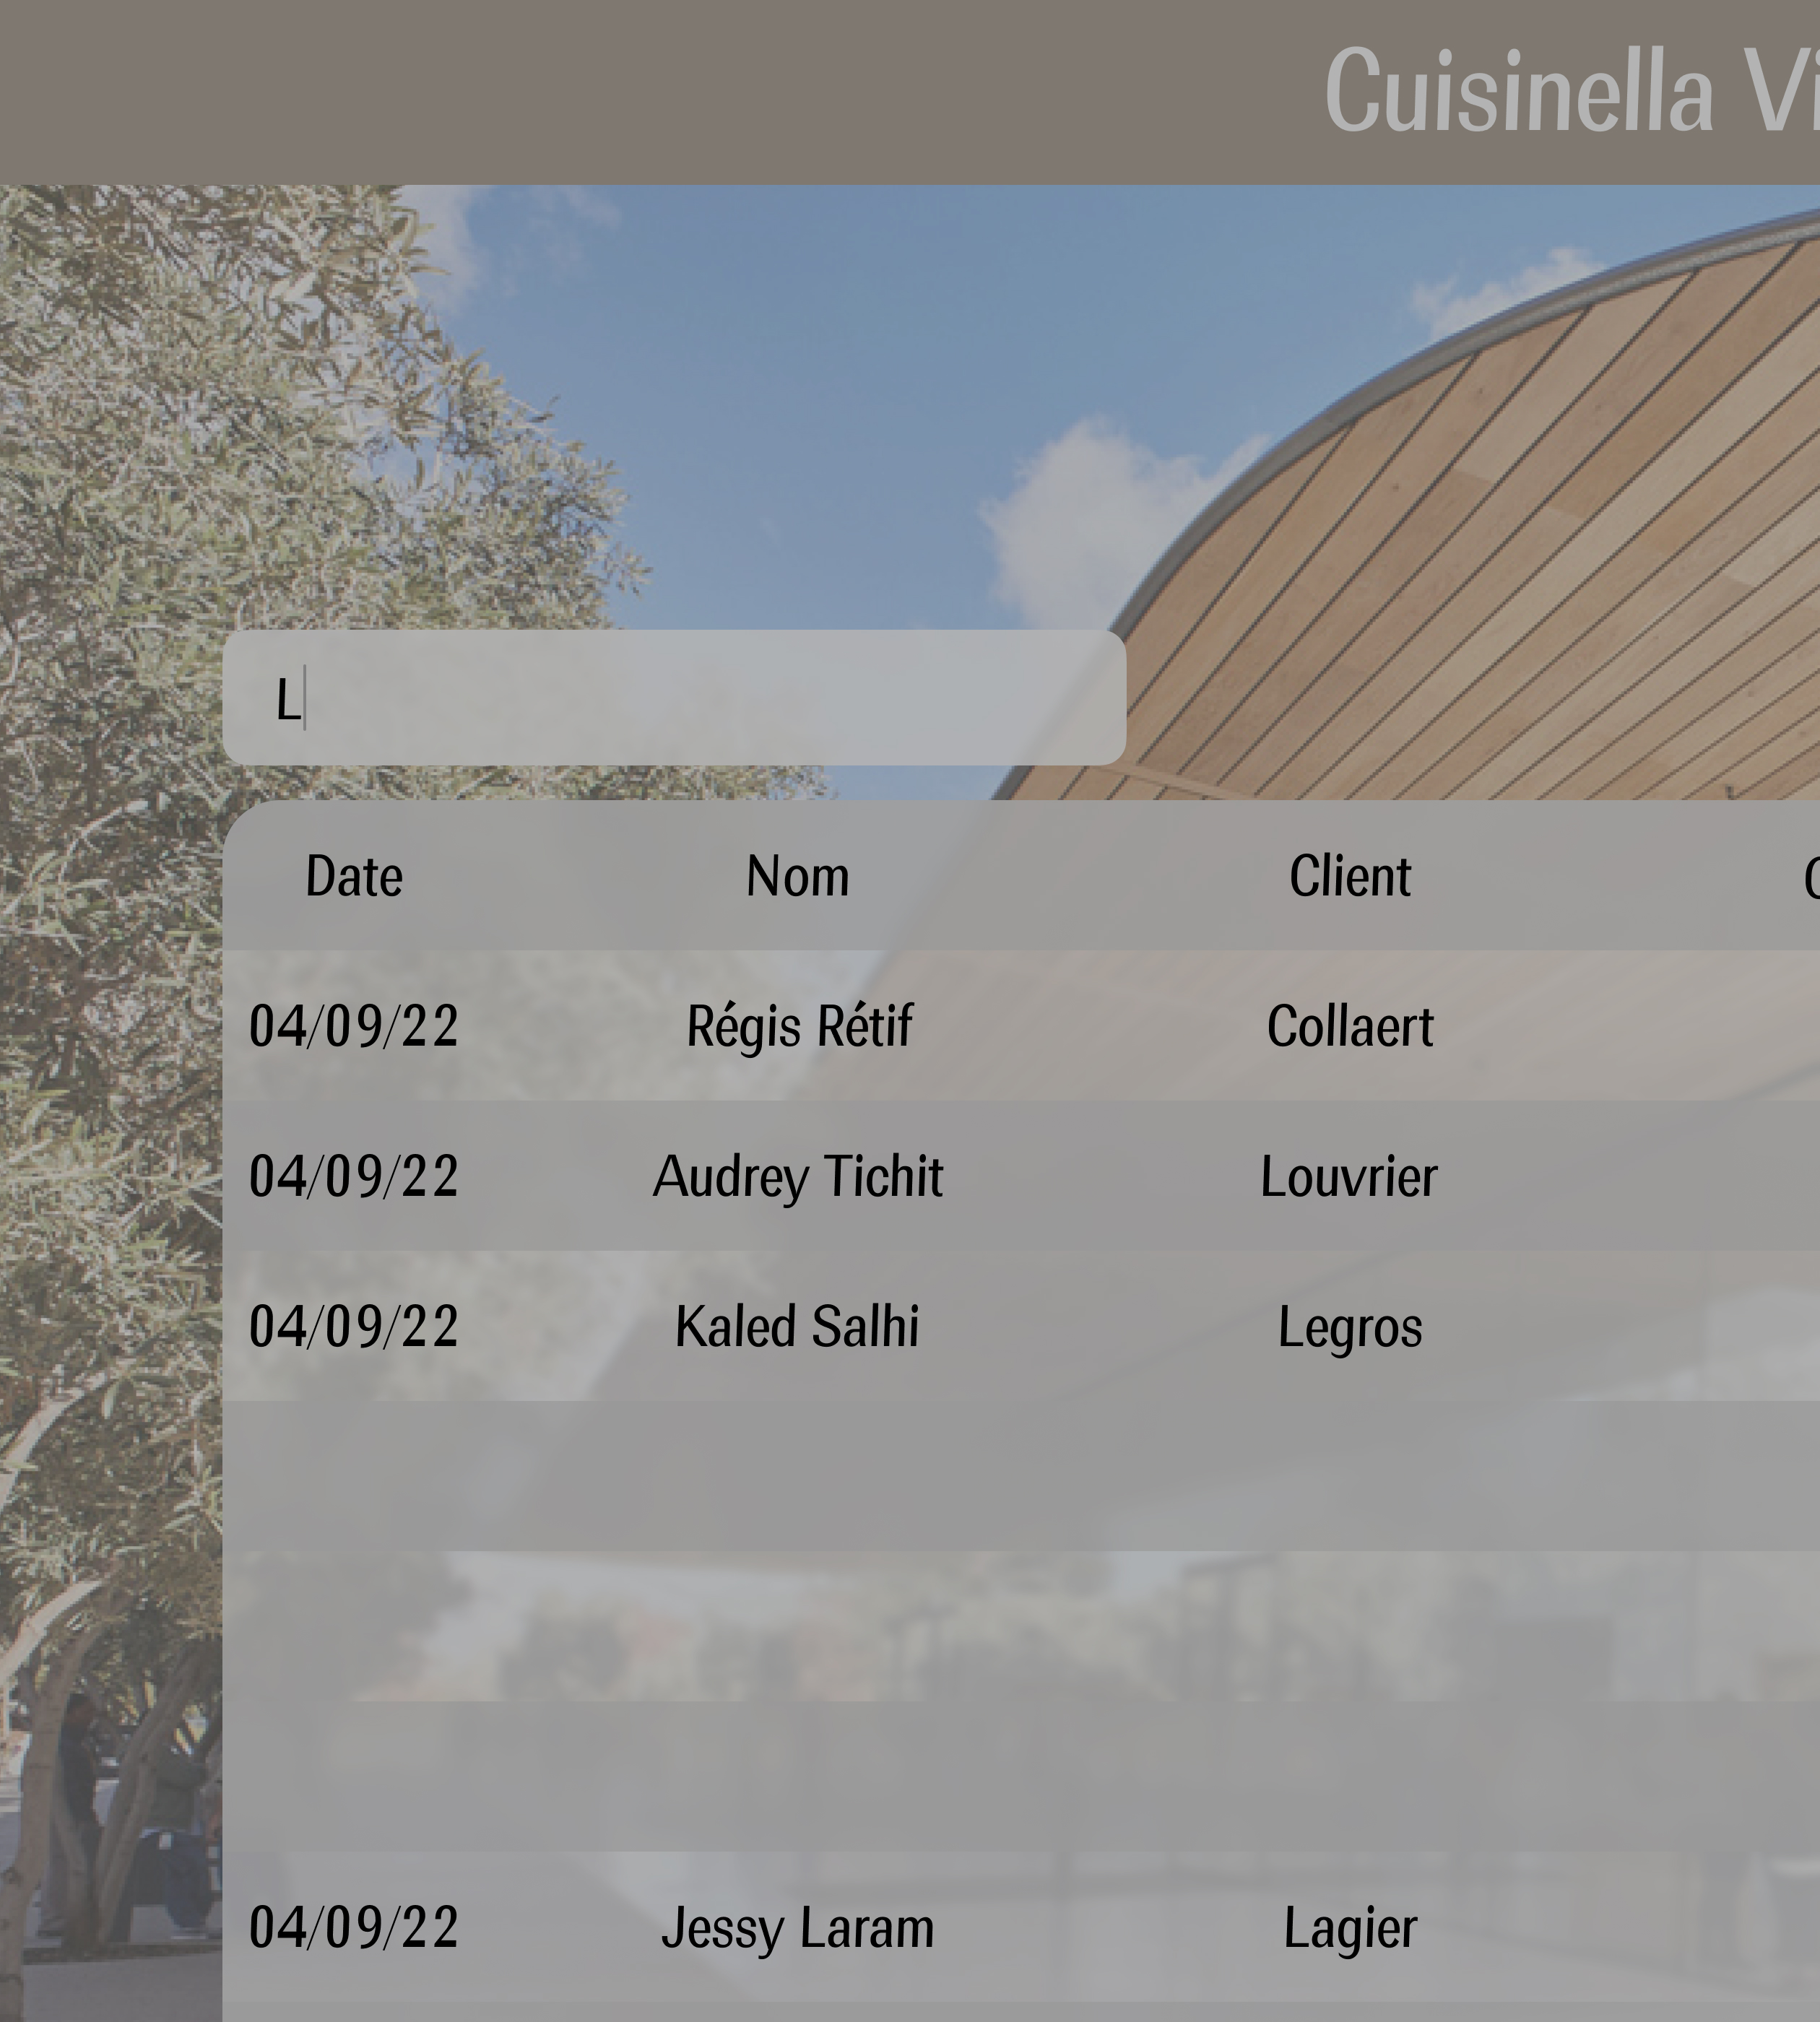 Cuisinella Vi
L
Date Nom Client
04/09/22 Régis Rétif Collaert
04/09/22 Audrey Tichit Louvrier
04/09/22 Kaled Salhi Legros
04/09/22 Jessy Laram Lagier